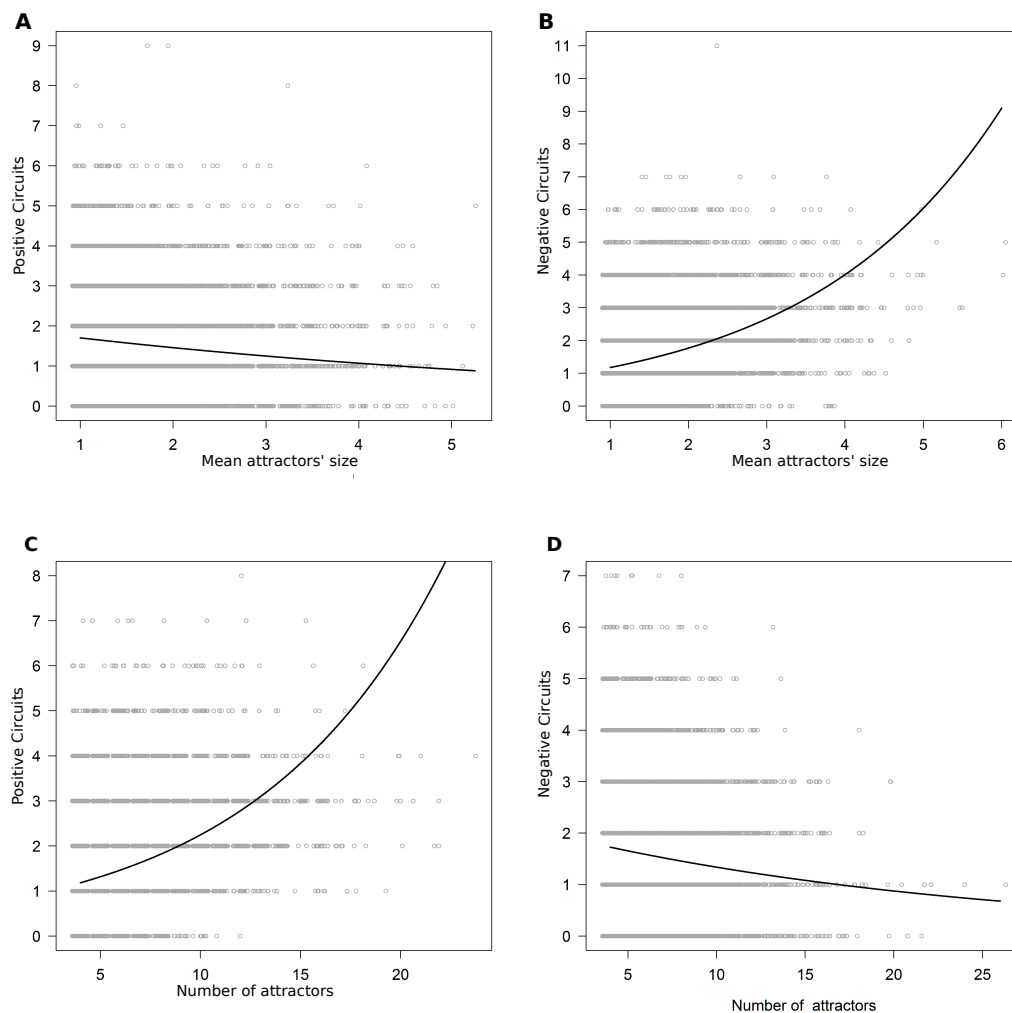 A
B
Positive Circuits
9
8
7
6
5
4
3
2
1
0
1 2 3 4 5
Mean attractors' size
Negative Circuits
11
10
9
8
7
6
5
4
3
2
1
0
1 2 3 4 5 6
Mean attractors' size
C
D
Positive Circuits
8
7
6
5
4
3
2
1
0
5 10 15 20
Number of attractors
Negative Circuits
7
6
5
4
3
2
1
0
5 10 15 20 25
Number of attractors